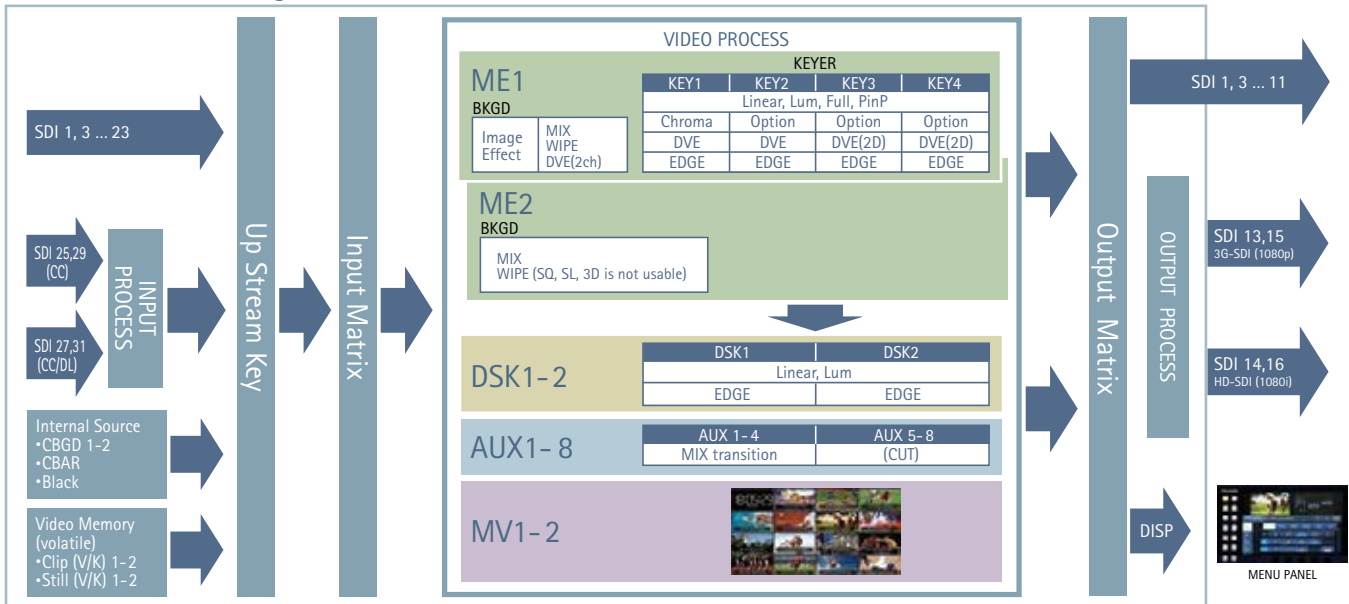 SDI 1, 3 ... 23
SDI 25,29
(CC)
SDI 27,31
(CC/DL)
INPUT
PROCESS
Internal Source
•CBGD 1-2
•CBAR
•Black
Video Memory
(volatile)
•Clip (V/K) 1-2
•Still (V/K) 1-2
Up Stream Key
Input Matrix
VIDEO PROCESS
ME1
BKGD
Image
Effect
MIX
WIPE
DVE(2ch)
KEYER
KEY1 KEY2 KEY3 KEY4
Linear, Lum, Full, PinP
Chroma Option Option Option
DVE DVE DVE(2D) DVE(2D)
EDGE EDGE EDGE EDGE
ME2
BKGD
MIX
WIPE (SQ, SL, 3D is not usable)
DSK1-2
DSK1 DSK2
Linear, Lum
EDGE EDGE
AUX1-8
AUX 1-4 AUX 5-8
MIX transition (CUT)
MV1-2
Output Matrix
OUTPUT PROCESS
SDI 1, 3 ... 11
SDI 13,15
3G-SDI (1080p)
SDI 14,16
HD-SDI (1080i)
DISP
MENU PANEL